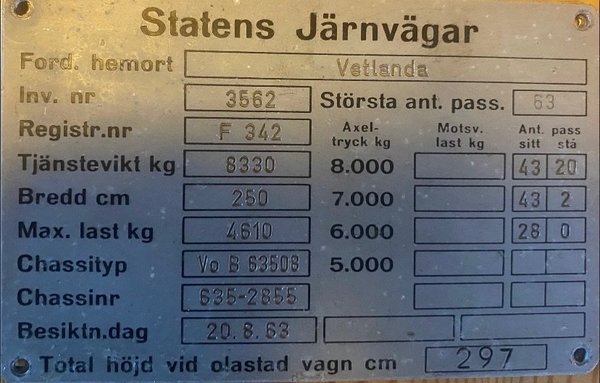 Statens Järnvägar
Ford. hemort Vetlanda
Inv. nr 3562 Största ant. pass. 63
Registr.nr F 342 Axel-tryck kg Motsv. last kg Ant. pass sitt stå
Tjänstevikt kg 8330 8.000 43 20
Bredd cm 250 7.000 43 2
Max. last kg 4610 6.000 28 0
Chassityp Vo B 63508 5.000
Chassinr 635-2855
Besiktn.dag 20.8.63
Total höjd vid olastad vagn cm 297